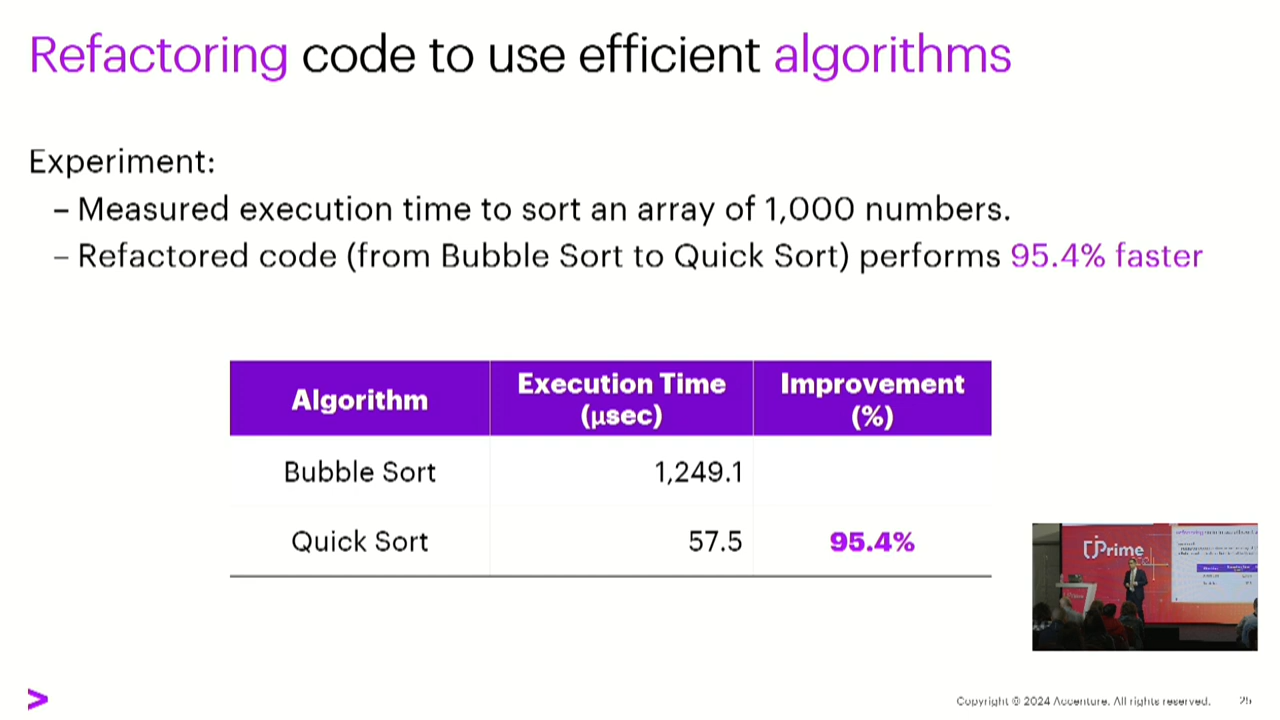 Refactoring code to use efficient algorithms
Experiment:
– Measured execution time to sort an array of 1,000 numbers.
– Refactored code (from Bubble Sort to Quick Sort) performs 95.4% faster
Algorithm
Execution Time
(μsec)
Improvement
(%)
Bubble Sort
1,249.1
Quick Sort
57.5
95.4%
Prime
>
Copyright © 2024 Accenture. All rights reserved.
25